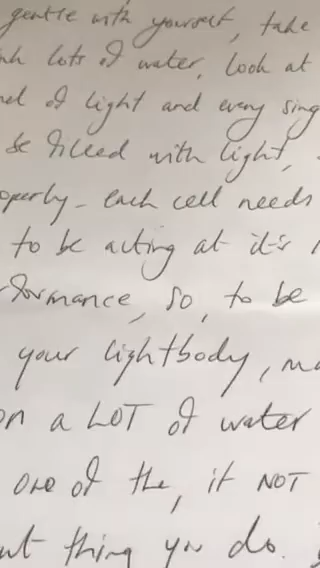 gentle with yourself, take
lots of water, look at
of light and every sing
be filled with light,
operly - each cell needs
to be acting at it's
formance, so, to be
your lightbody,
on a LOT of water
one of the, if NOT
thing you do.